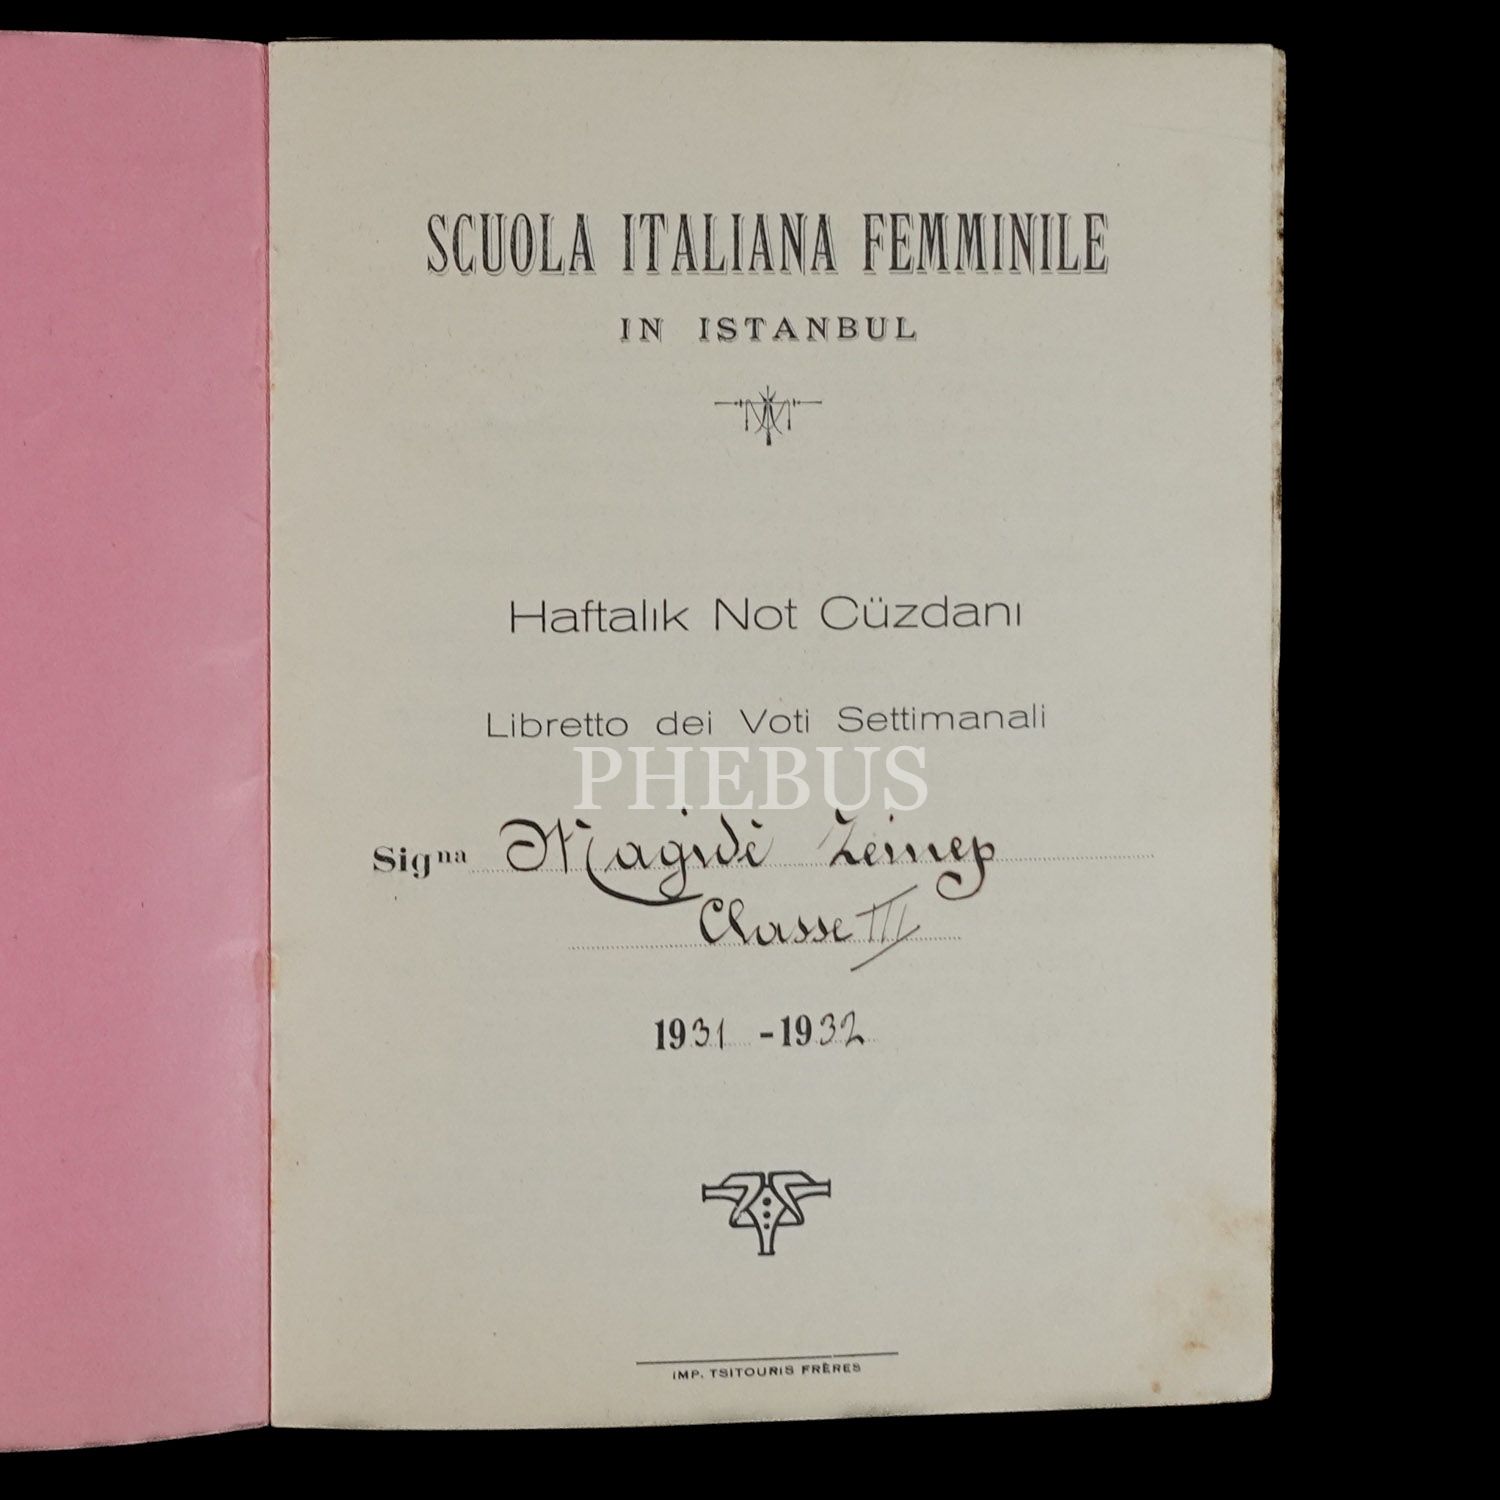 SCUOLA ITALIANA FEMMINILE
IN ISTANBUL
Haftalık Not Cüzdanı
Libretto dei Voti Settimanali
PHEBUS
Signa Magidè Zeinep
Classe III
1931 - 1932
IMP. TSITOURIS FRÈRES